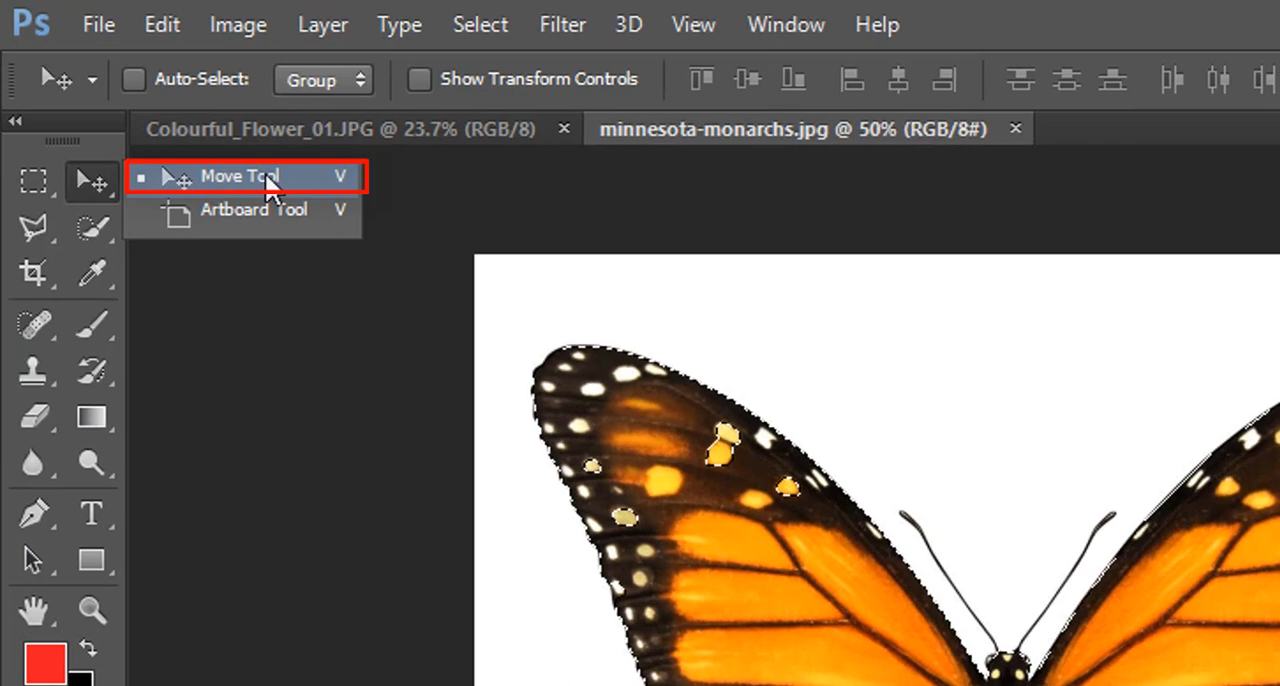 Ps File Edit Image Layer Type Select Filter 3D View Window Help
Auto-Select: Group Show Transform Controls
Colourful_Flower_01.JPG @ 23.7% (RGB/8) × minnesota-monarchs.jpg @ 50% (RGB/8#) ×
Move Tool V
Artboard Tool V
T